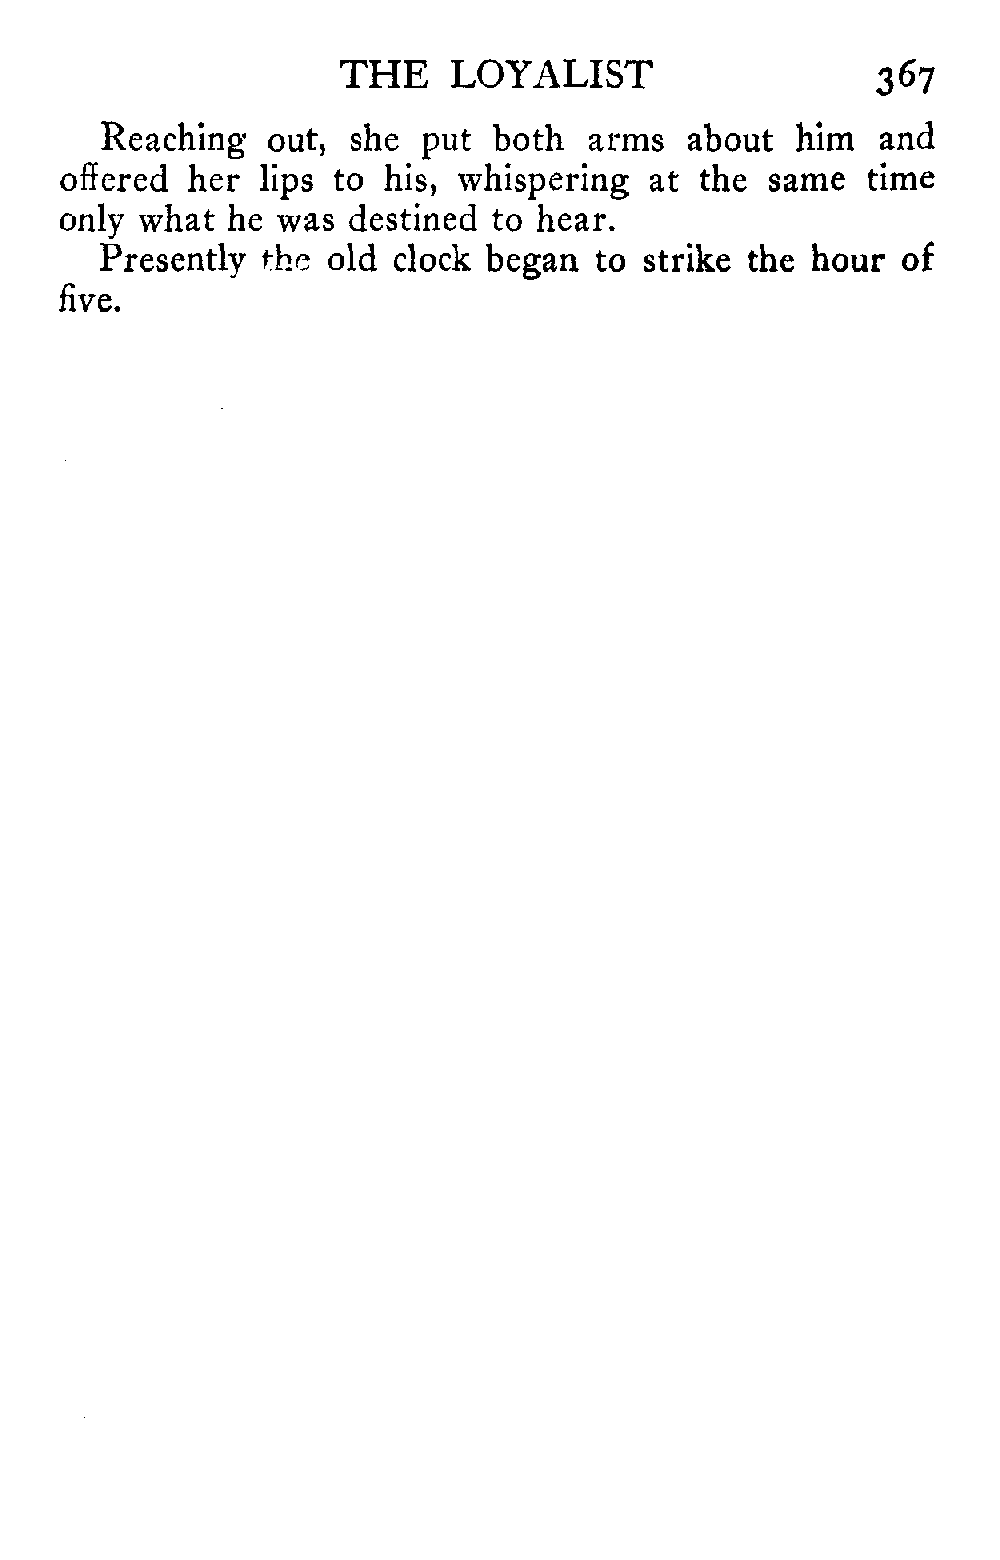 THE LOYALIST 367
Reaching out, she put both arms about him and
offered her lips to his, whispering at the same time
only what he was destined to hear.
Presently the old clock began to strike the hour of
five.